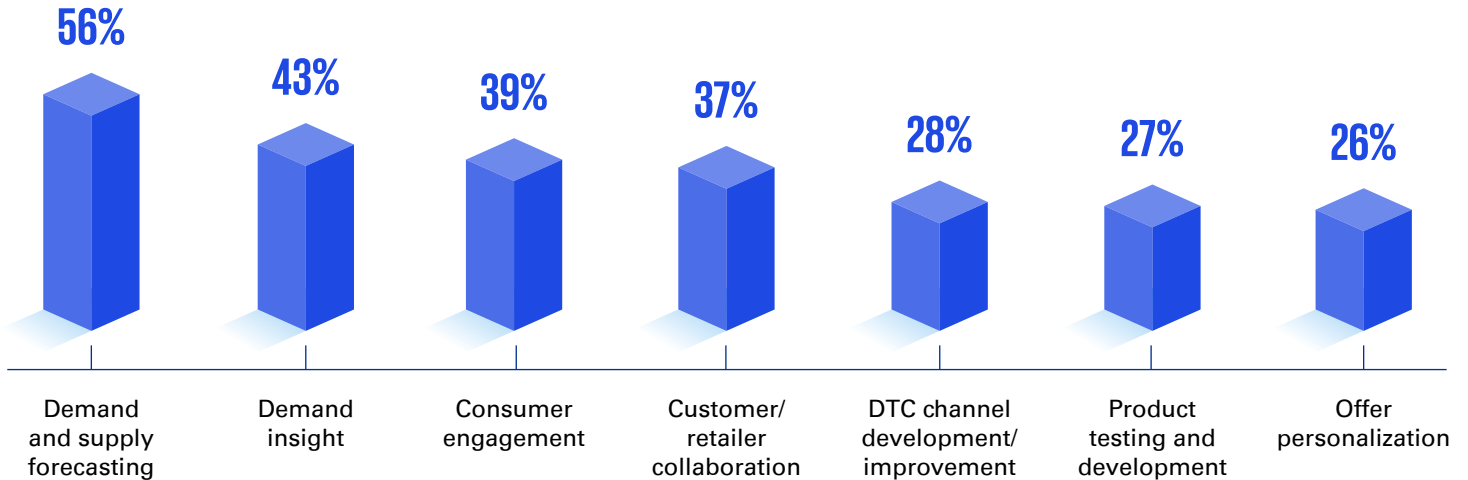 56%
43%
39%
37%
28%
27%
26%
Demand
and supply
forecasting
Demand
insight
Consumer
engagement
Customer/
retailer
collaboration
DTC channel
development/
improvement
Product
testing and
development
Offer
personalization